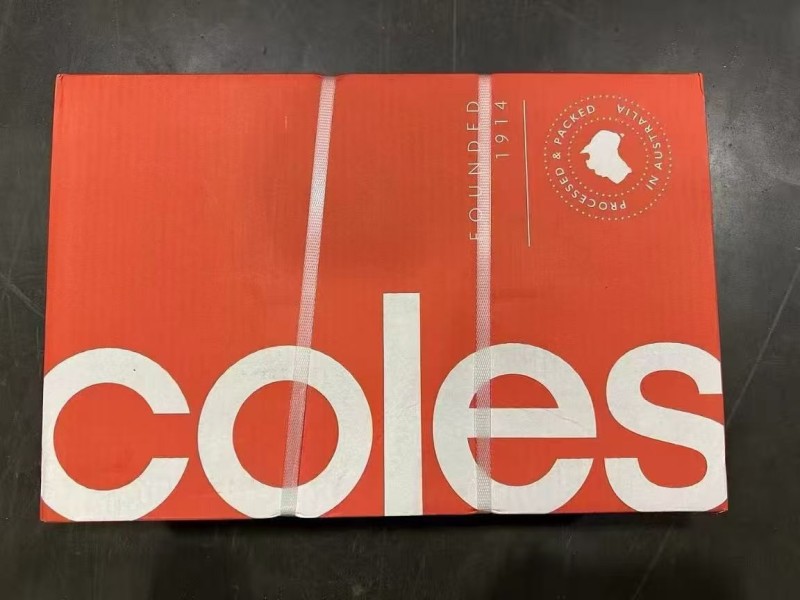 FOUNDED
1914
PROCESSED & PACKED
IN AUSTRALIA
coles